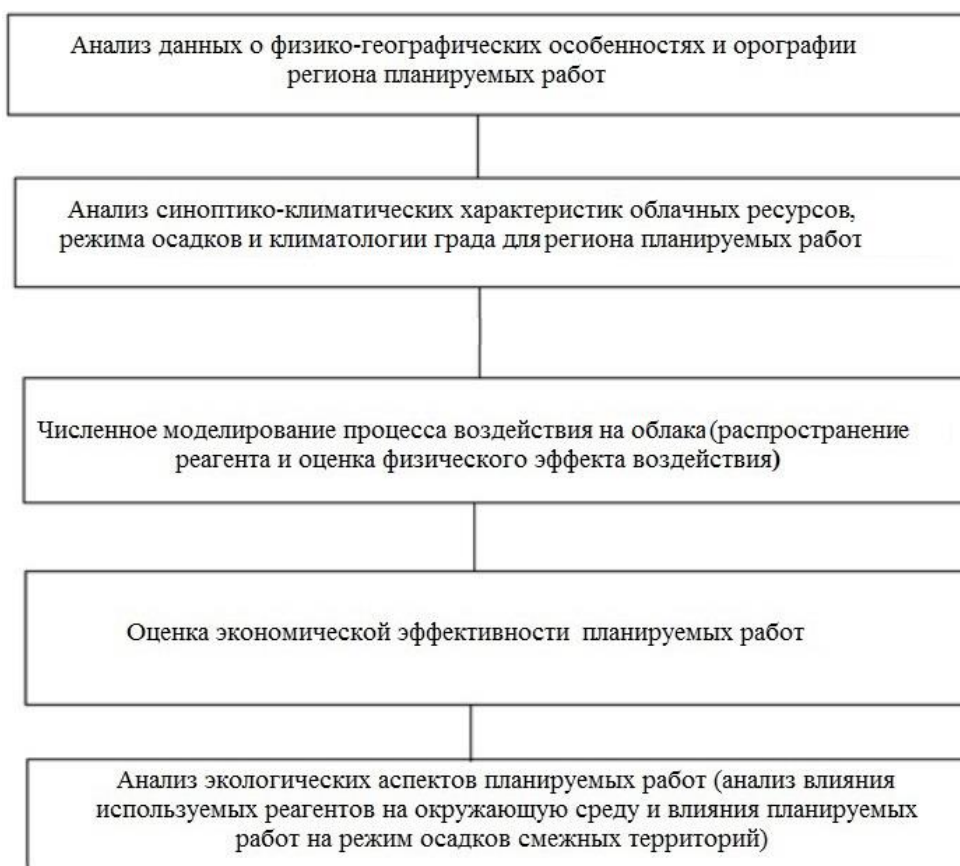 Анализ данных о физико-географических особенностях и орографии
региона планируемых работ
Анализ синоптико-климатических характеристик облачных ресурсов,
режима осадков и климатологии града для региона планируемых работ
Численное моделирование процесса воздействия на облака (распространение
реагента и оценка физического эффекта воздействия)
Оценка экономической эффективности планируемых работ
Анализ экологических аспектов планируемых работ (анализ влияния
используемых реагентов на окружающую среду и влияния планируемых
работ на режим осадков смежных территорий)